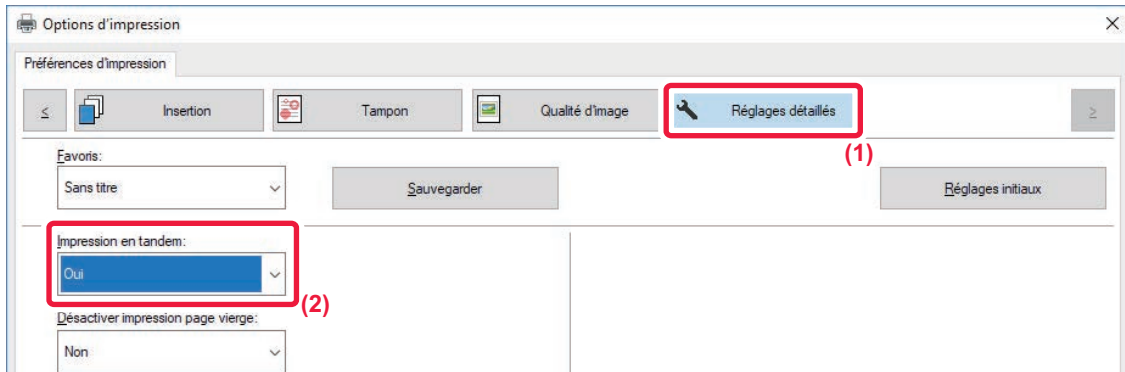 Options d'impression
Préférences d'impression
< Insertion Tampon Qualité d'image Réglages détaillés >
(1)
Favoris:
Sans titre Sauvegarder Réglages initiaux
Impression en tandem:
Oui
(2)
Désactiver impression page vierge:
Non